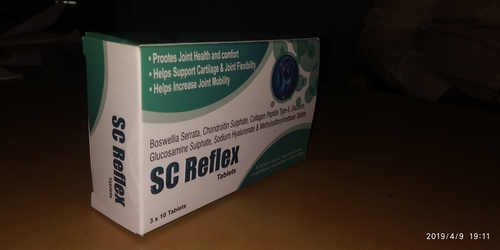 • Prootes Joint Health and comfort
• Helps Support Cartilage & Joint Flexibility
• Helps Increase Joint Mobility
Boswellia Serrata, Chondroitin Sulphate, Collagen Peptide Type-II, Diacerein,
Glucosamine Sulphate, Sodium Hyaluronate & Methylsulfonylmethane Tablets
SC Reflex
Tablets
3 x 10 Tablets
SC Reflex
Tablets
2019/4/9 19:11